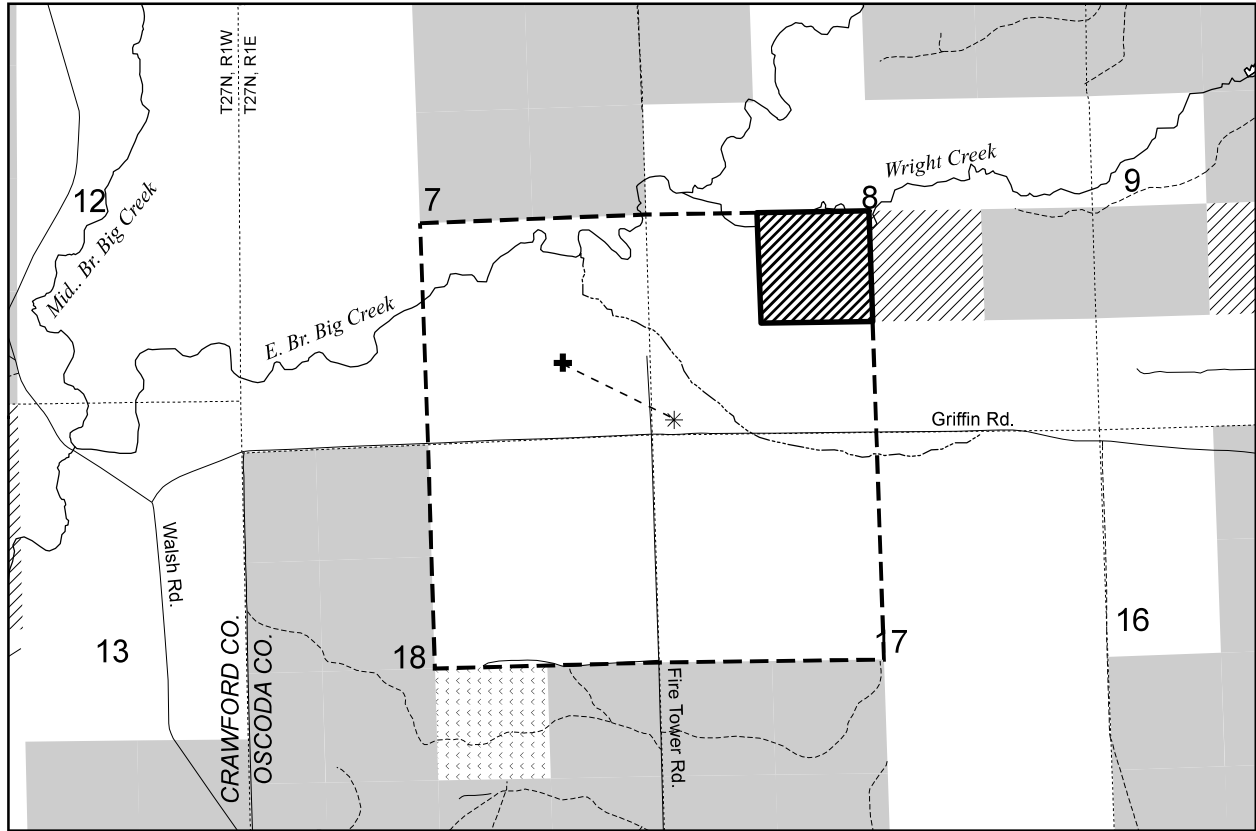 T27N, R1W
T27N, R1E
12
Mid.. Br. Big Creek
7
8
Wright Creek
9
E. Br. Big Creek
Griffin Rd.
Walsh Rd.
13
CRAWFORD CO.
OSCODA CO.
18
17
Fire Tower Rd.
16